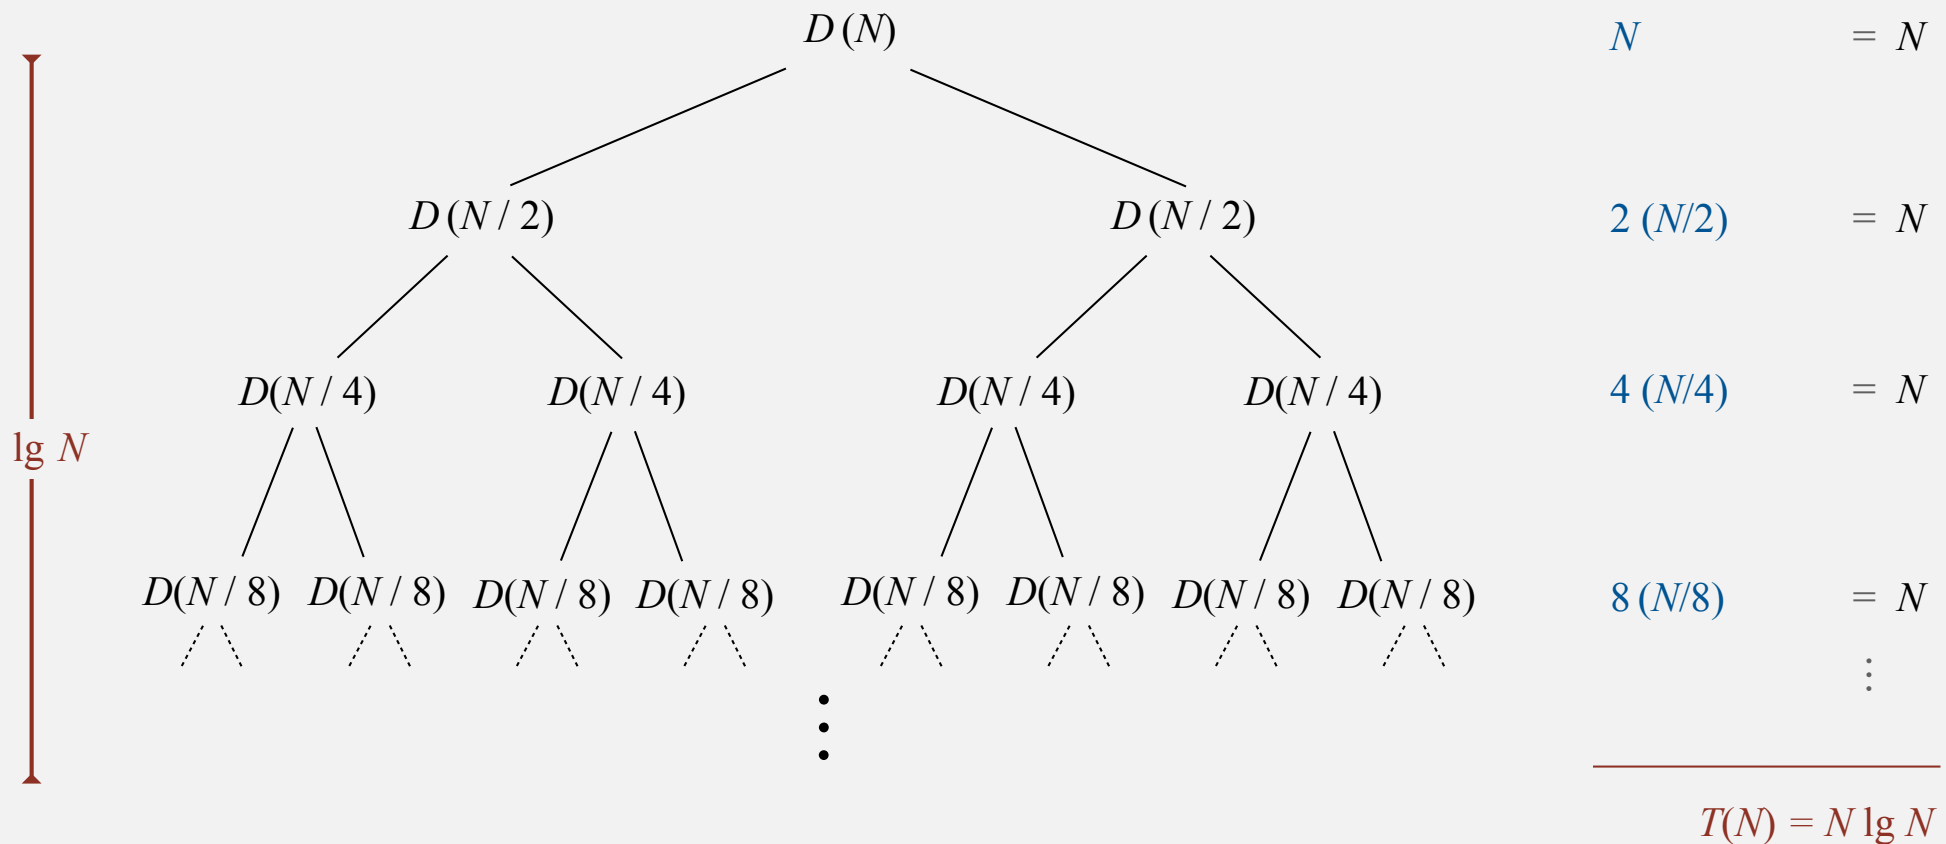 D (N) N = N
D (N / 2) D (N / 2) 2 (N/2) = N
D(N / 4) D(N / 4) D(N / 4) D(N / 4) 4 (N/4) = N
lg N
D(N / 8) D(N / 8) D(N / 8) D(N / 8) D(N / 8) D(N / 8) D(N / 8) D(N / 8) 8 (N/8) = N
⋮ ⋮
T(N) = N lg N